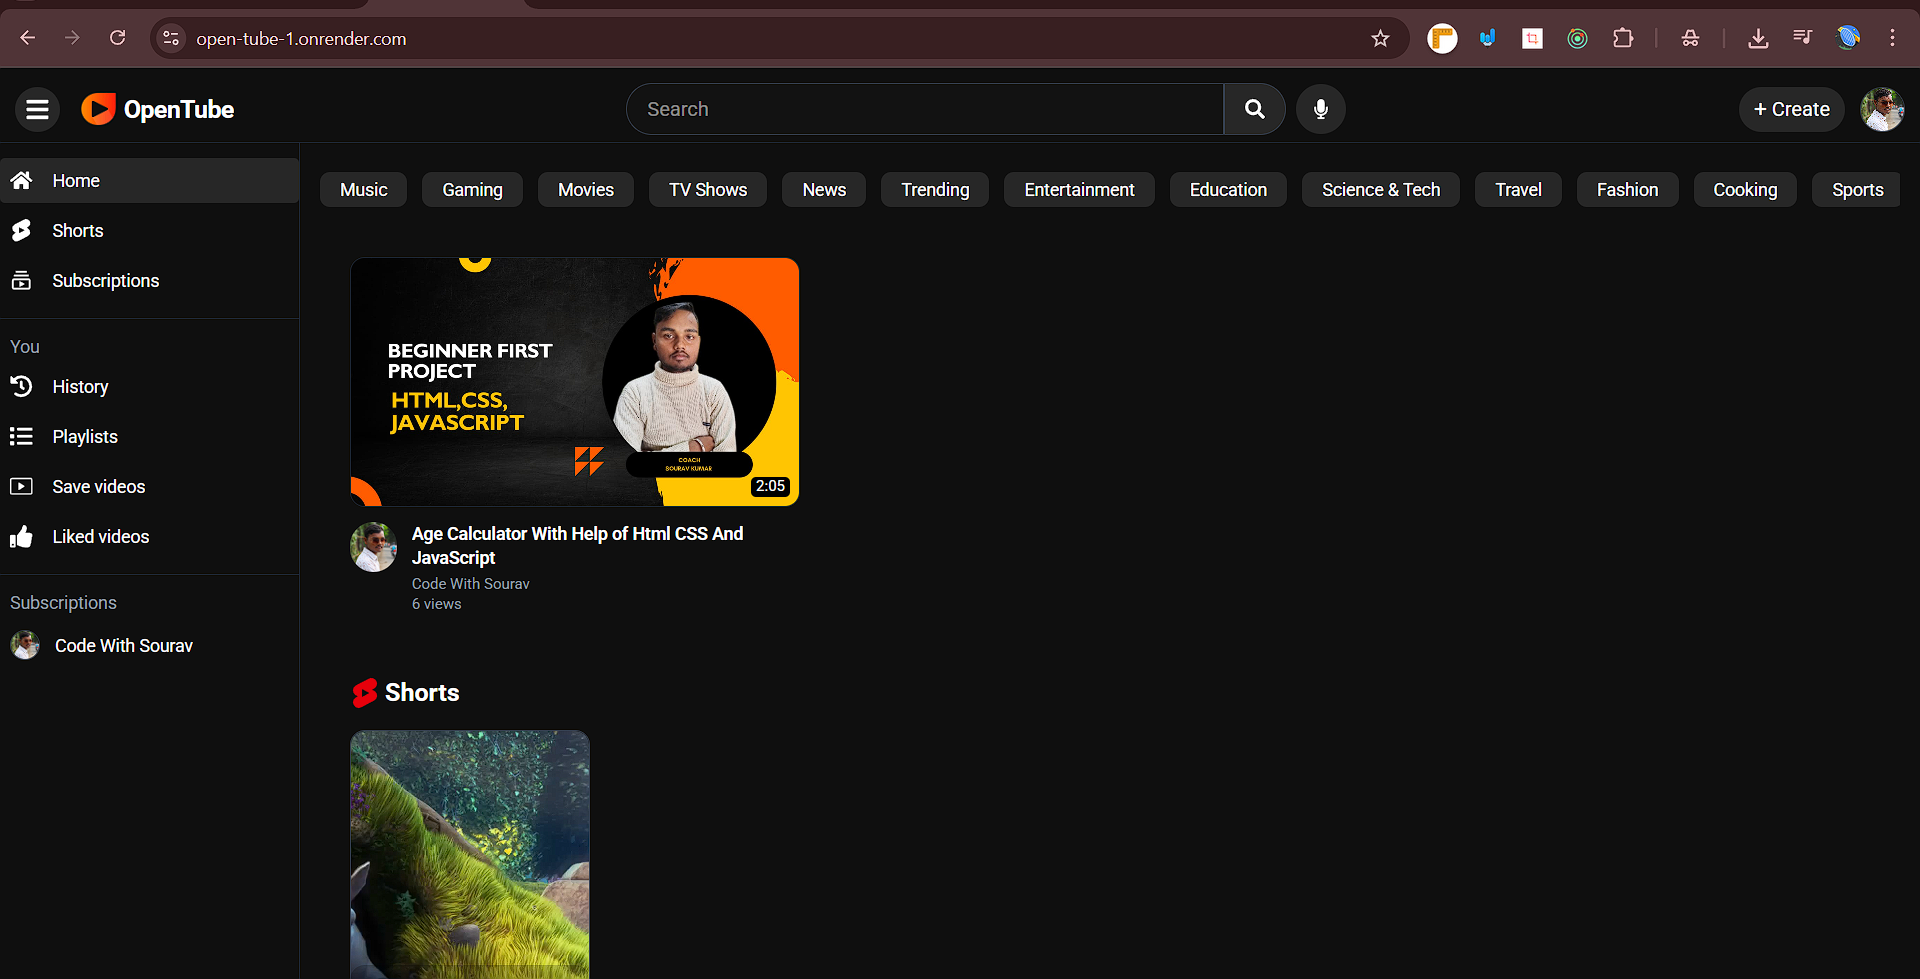 open-tube-1.onrender.com
OpenTube
Search
+ Create
Home
Shorts
Subscriptions
You
History
Playlists
Save videos
Liked videos
Subscriptions
Code With Sourav
Music Gaming Movies TV Shows News Trending Entertainment Education Science & Tech Travel Fashion Cooking Sports
BEGINNER FIRST
PROJECT
HTML,CSS,
JAVASCRIPT
COACH
SOURAV KUMAR
2:05
Age Calculator With Help of Html CSS And
JavaScript
Code With Sourav
6 views
Shorts